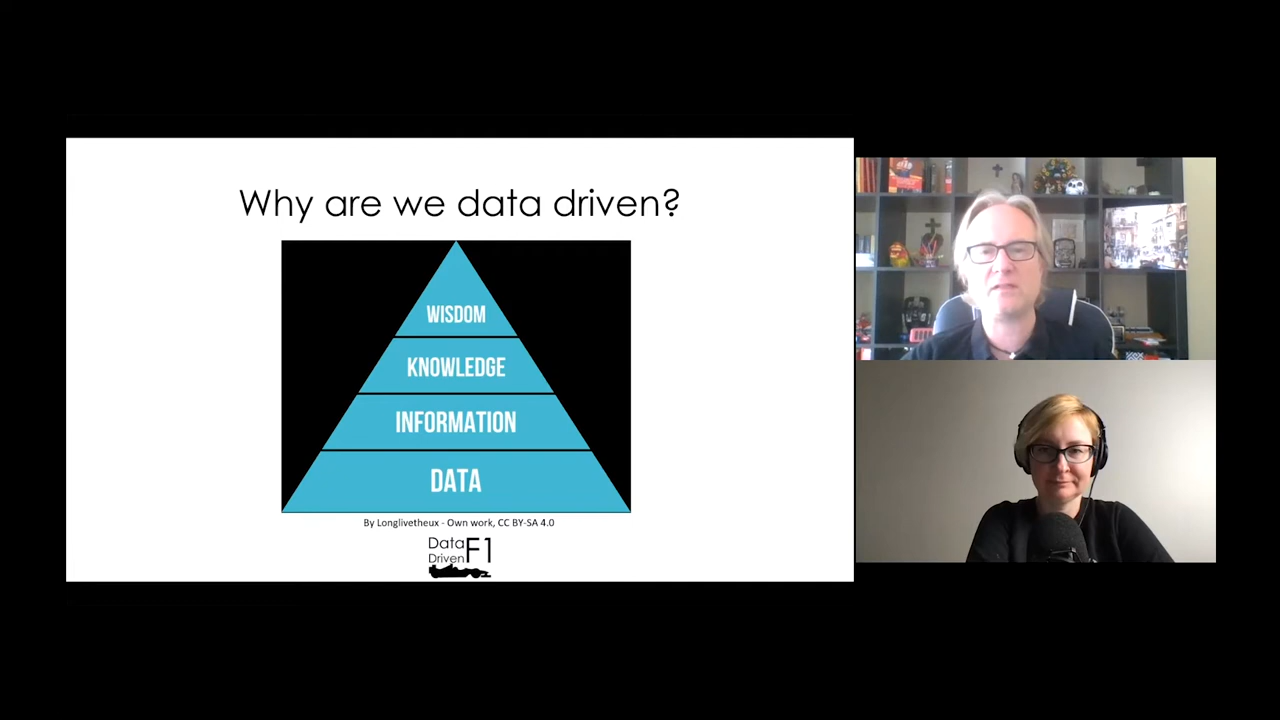 Why are we data driven?
WISDOM
KNOWLEDGE
INFORMATION
DATA
By Longlivetheux - Own work, CC BY-SA 4.0
Data
Driven F1